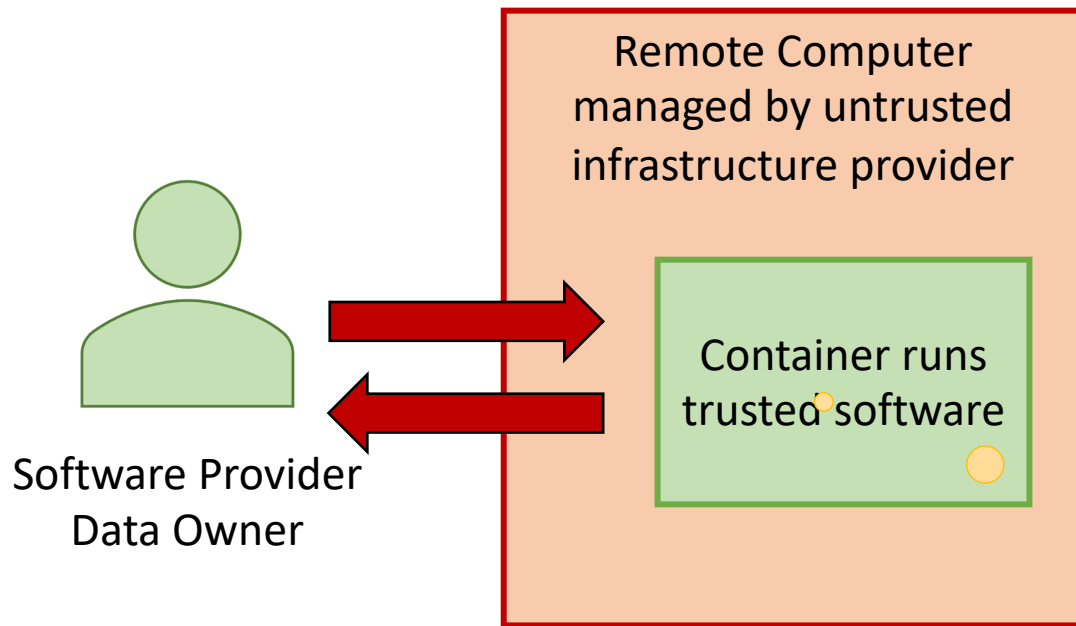 Remote Computer
managed by untrusted
infrastructure provider
Container runs
trusted software
Software Provider
Data Owner